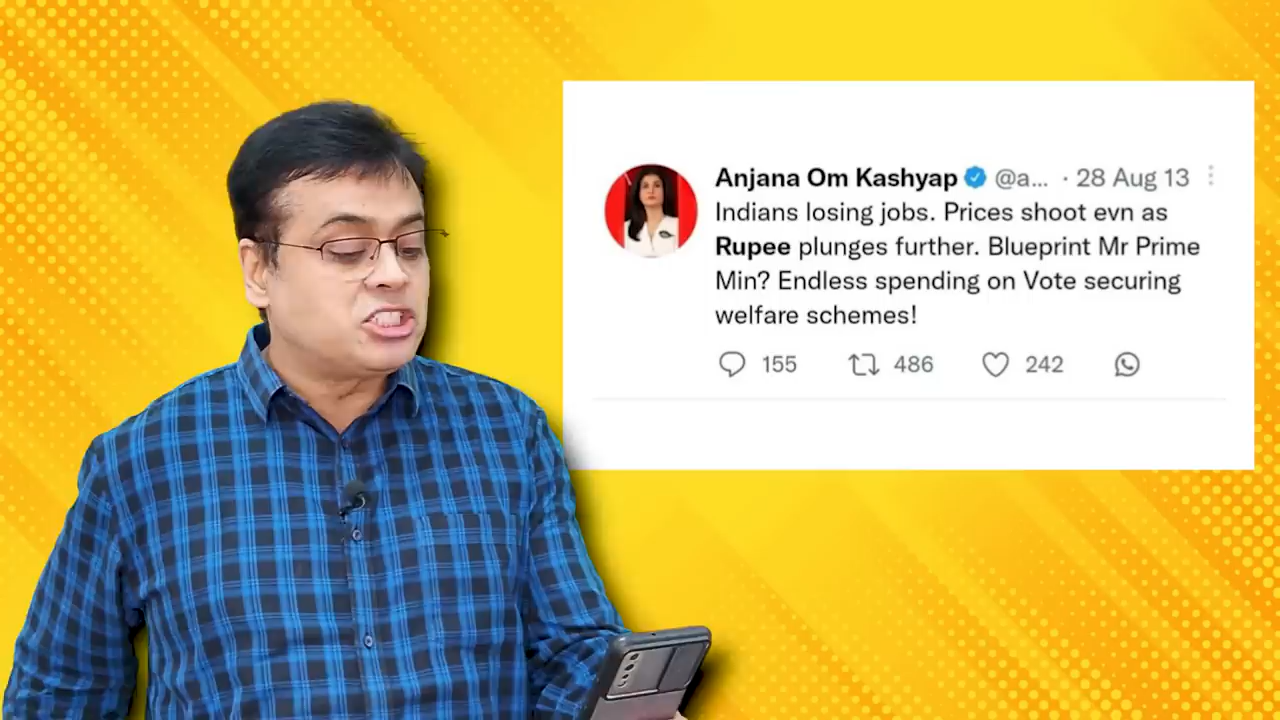 Anjana Om Kashyap @a... · 28 Aug 13
Indians losing jobs. Prices shoot evn as
Rupee plunges further. Blueprint Mr Prime
Min? Endless spending on Vote securing
welfare schemes!
155 486 242